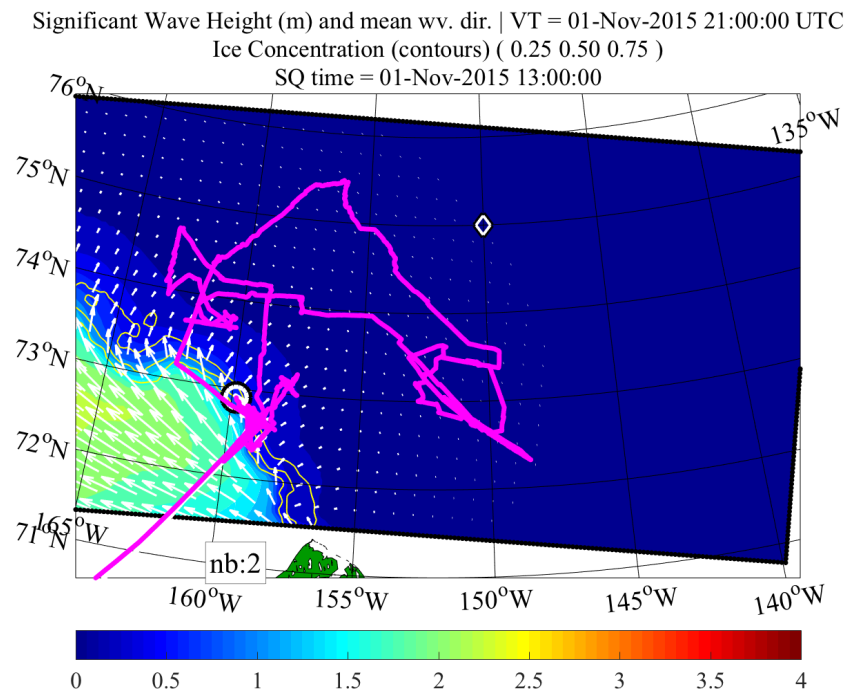 Significant Wave Height (m) and mean wv. dir. | VT = 01-Nov-2015 21:00:00 UTC
Ice Concentration (contours) ( 0.25 0.50 0.75 )
SQ time = 01-Nov-2015 13:00:00
76°N
135°W
75°N
74°N
73°N
72°N
71°N
165°W
nb:2
160°W 155°W 150°W 145°W 140°W
0 0.5 1 1.5 2 2.5 3 3.5 4